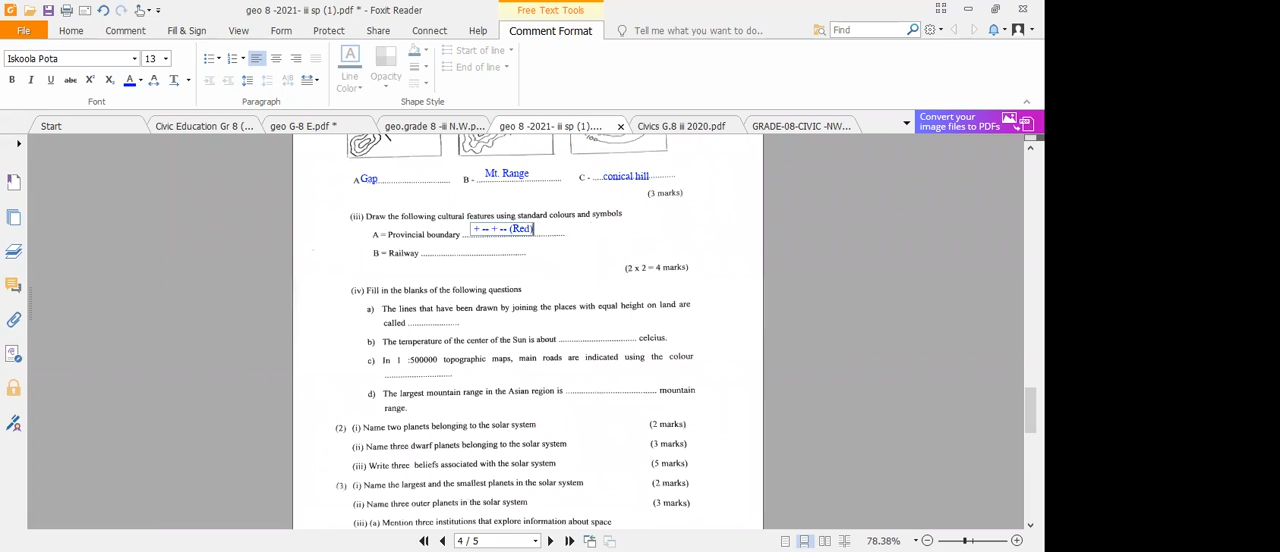 geo 8 -2021- iii sp (1).pdf * - Foxit Reader
Free Text Tools
File Home Comment Fill & Sign View Form Protect Share Connect Help Comment Format Tell me what you want to do.. Find
Iskoola Pota 13
B I U abc X² X₂ A A T
Line Color Opacity
Start of line
End of line
Font Paragraph Shape Style
Start Civic Education Gr 8 (... geo G-8 E.pdf * geo.grade 8 -ii N.W.p... geo 8 -2021- iii sp (1).... Civics G.8 ii 2020.pdf GRADE-08-CIVIC -NW...
Convert your image files to PDFs
A Gap.............. B - Mt. Range C - ....conical hill..........
(3 marks)
(iii) Draw the following cultural features using standard colours and symbols
A = Provincial boundary + -- + -- (Red)
B = Railway ........................................
(2 x 2 = 4 marks)
(iv) Fill in the blanks of the following questions
a) The lines that have been drawn by joining the places with equal height on land are
called ....................
b) The temperature of the center of the Sun is about .............................. celcius.
c) In 1 :500000 topographic maps, main roads are indicated using the colour
..........................
d) The largest mountain range in the Asian region is ................................... mountain
range.
(2) (i) Name two planets belonging to the solar system (2 marks)
(ii) Name three dwarf planets belonging to the solar system (3 marks)
(iii) Write three beliefs associated with the solar system (5 marks)
(3) (i) Name the largest and the smallest planets in the solar system (2 marks)
(ii) Name three outer planets in the solar system (3 marks)
(iii) (a) Mention three institutions that explore information about space
4 / 5 78.38%